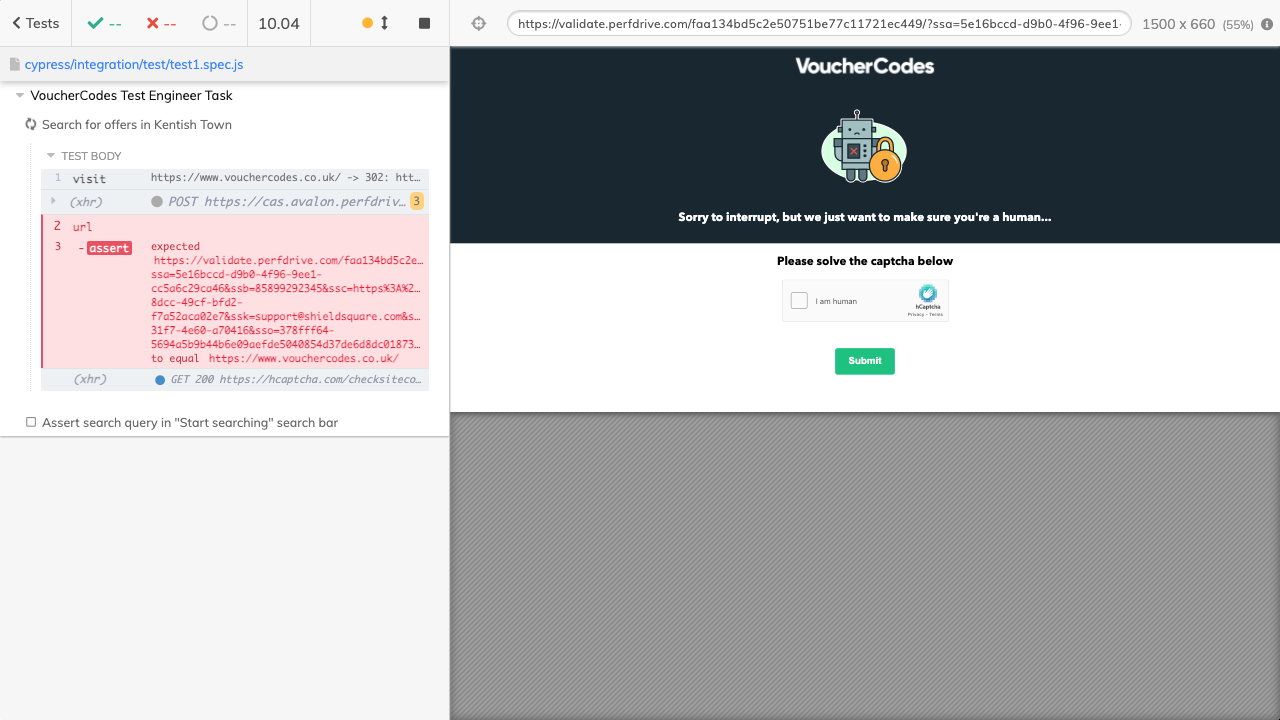 Tests
--
--
--
10.04
cypress/integration/test/test1.spec.js
VoucherCodes Test Engineer Task
Search for offers in Kentish Town
TEST BODY
1 visit https://www.vouchercodes.co.uk/ -> 302: htt…
(xhr) POST https://cas.avalon.perfdriv… 3
2 url
3 -assert expected
https://validate.perfdrive.com/faa134bd5c2e…
ssa=5e16bccd-d9b0-4f96-9ee1-
cc5a6c29ca46&ssb=85899292345&ssc=https%3A%2…
8dcc-49cf-bfd2-
f7a52aca02e7&ssk=support@shieldsquare.com&s…
31f7-4e60-a70416&sso=378fff64-
5694a5b9b44b6e09aefde5040854d37de6d8dc01873…
to equal https://www.vouchercodes.co.uk/
(xhr) GET 200 https://hcaptcha.com/checksiteco…
Assert search query in "Start searching" search bar
https://validate.perfdrive.com/faa134bd5c2e50751be77c11721ec449/?ssa=5e16bccd-d9b0-4f96-9ee1-
1500 x 660 (55%)
VoucherCodes
Sorry to interrupt, but we just want to make sure you're a human...
Please solve the captcha below
I am human
hCaptcha
Privacy - Terms
Submit